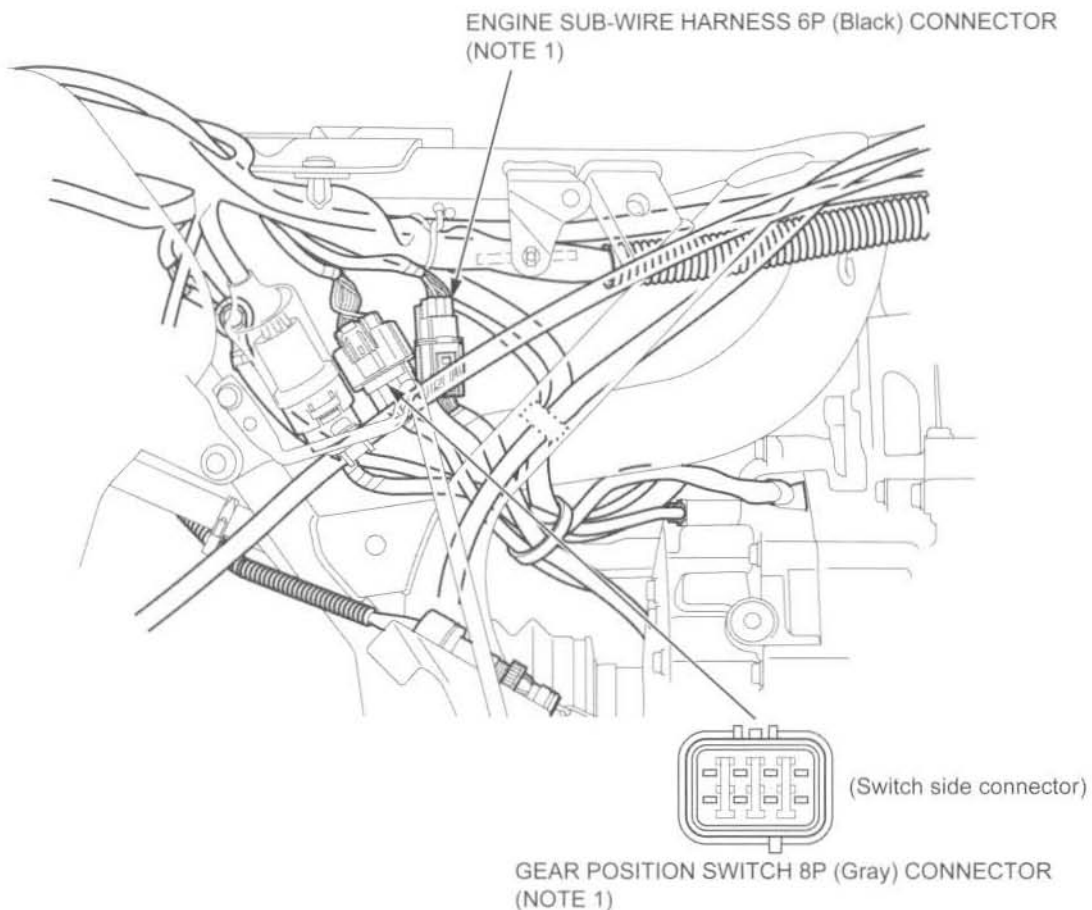 ENGINE SUB-WIRE HARNESS 6P (Black) CONNECTOR
(NOTE 1)
(Switch side connector)
GEAR POSITION SWITCH 8P (Gray) CONNECTOR
(NOTE 1)